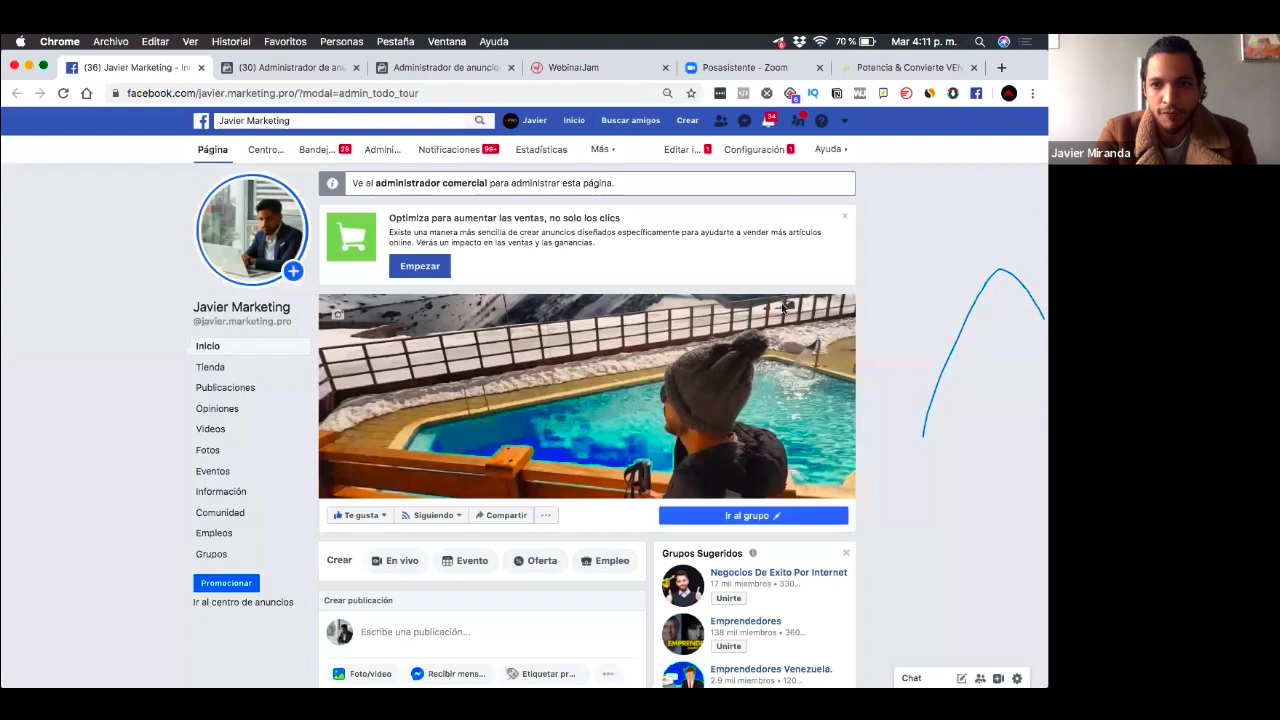 Chrome Archivo Editar Ver Historial Favoritos Personas Pestaña Ventana Ayuda 70 % Mar 4:11 p. m.
(36) Javier Marketing - In (30) Administrador de anu Administrador de anuncios WebinarJam Posasistente - Zoom Potencia & Convierte VEN
facebook.com/javier.marketing.pro/?modal=admin_todo_tour
Javier Marketing Javier Inicio Buscar amigos Crear 34
Página Centro... Bandej... 29 Admini... Notificaciones 99+ Estadísticas Más Editar i... 1 Configuración 1 Ayuda
Javier Miranda
Ve al administrador comercial para administrar esta página.
Optimiza para aumentar las ventas, no solo los clics
Existe una manera más sencilla de crear anuncios diseñados específicamente para ayudarte a vender más artículos
online. Verás un impacto en las ventas y las ganancias.
Empezar
Javier Marketing
@javier.marketing.pro
Inicio
Tienda
Publicaciones
Opiniones
Videos
Fotos
Eventos
Información
Comunidad
Empleos
Grupos
Promocionar
Ir al centro de anuncios
Te gusta Siguiendo Compartir ... Ir al grupo
Crear En vivo Evento Oferta Empleo
Crear publicación
Escribe una publicación...
Foto/video Recibir mens... Etiquetar pr... ...
Grupos Sugeridos
Negocios De Exito Por Internet
17 mil miembros • 330...
Unirte
Emprendedores
138 mil miembros • 360...
Unirte
Emprendedores Venezuela.
2.9 mil miembros • 120...
Chat